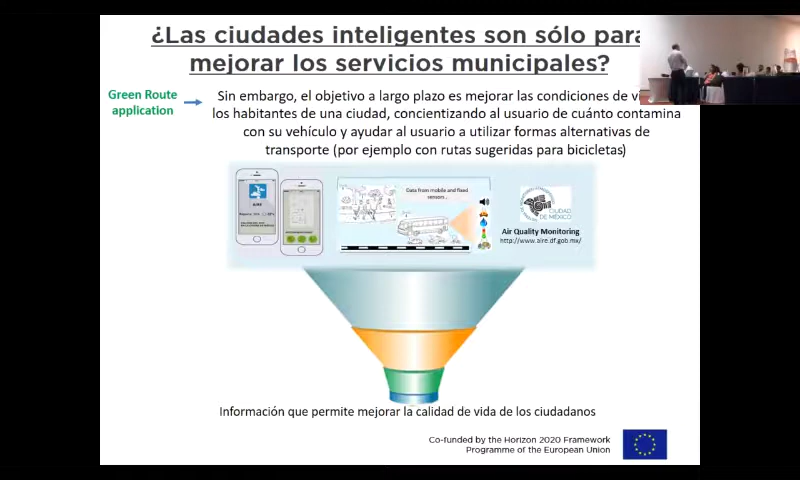 ¿Las ciudades inteligentes son sólo para
mejorar los servicios municipales?
Green Route
application
Sin embargo, el objetivo a largo plazo es mejorar las condiciones de
los habitantes de una ciudad, concientizando al usuario de cuánto contamina
con su vehículo y ayudar al usuario a utilizar formas alternativas de
transporte (por ejemplo con rutas sugeridas para bicicletas)
Data from mobile and fixed
sensors...
CIUDAD
DE MÉXICO
Air Quality Monitoring
http://www.aire.df.gob.mx/
Información que permite mejorar la calidad de vida de los ciudadanos
Co-funded by the Horizon 2020 Framework
Programme of the European Union